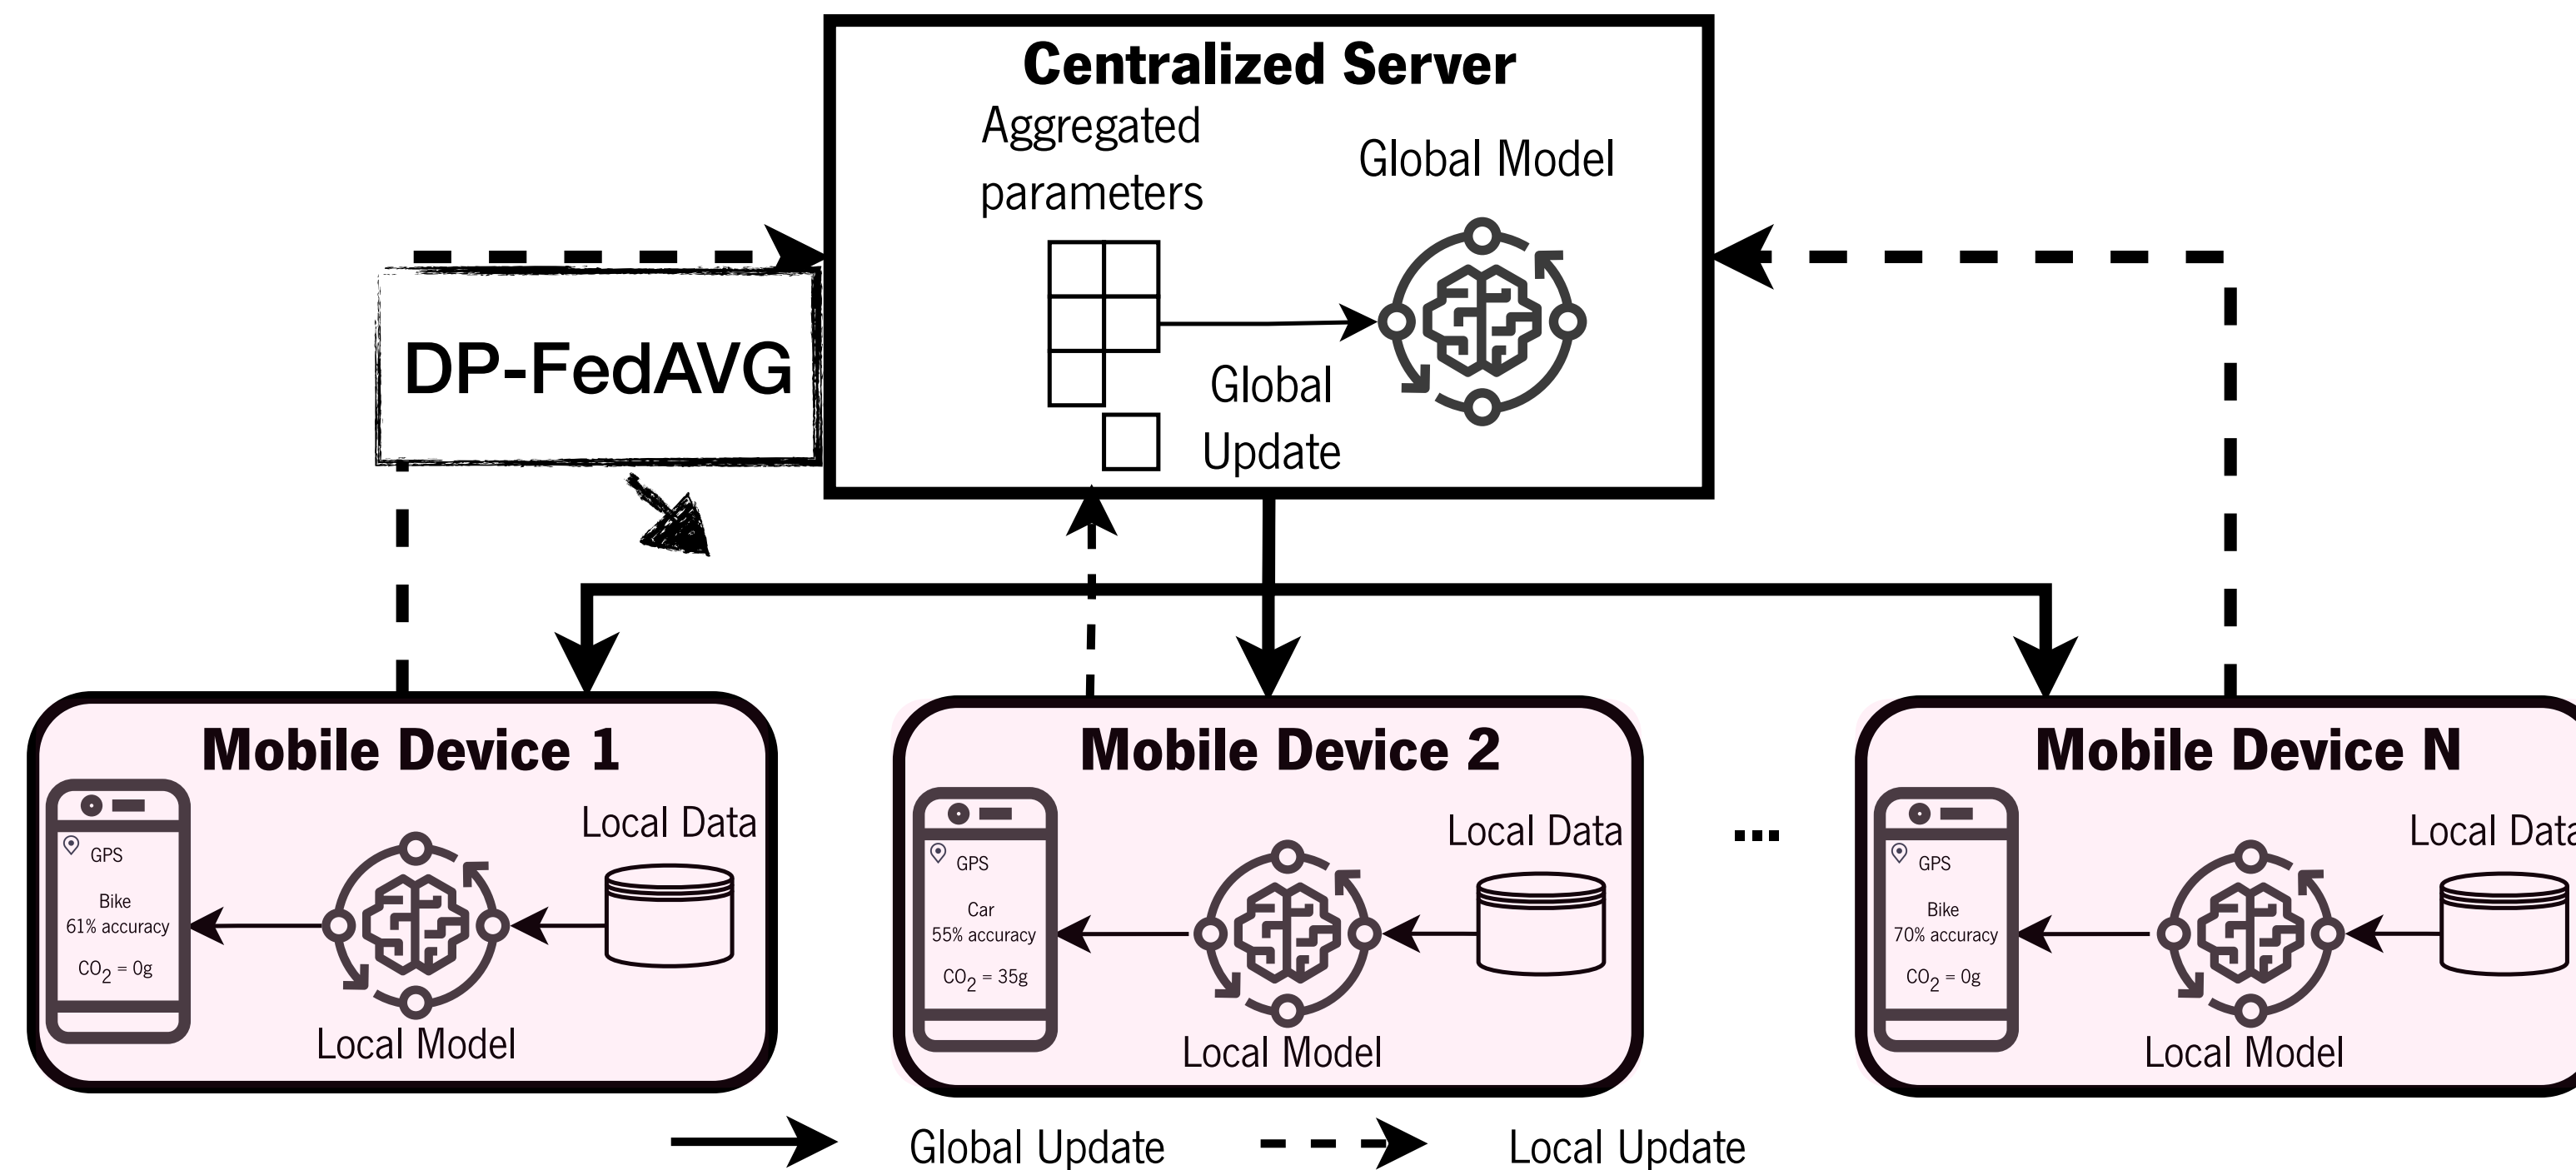 Centralized Server
Aggregated
parameters
Global Model
Global
Update
DP-FedAVG
Mobile Device 1
Local Data
GPS
Bike
61% accuracy
CO2 = 0g
Local Model
Mobile Device 2
Local Data
GPS
Car
55% accuracy
CO2 = 35g
Local Model
...
Mobile Device N
Local Data
GPS
Bike
70% accuracy
CO2 = 0g
Local Model
Global Update
Local Update